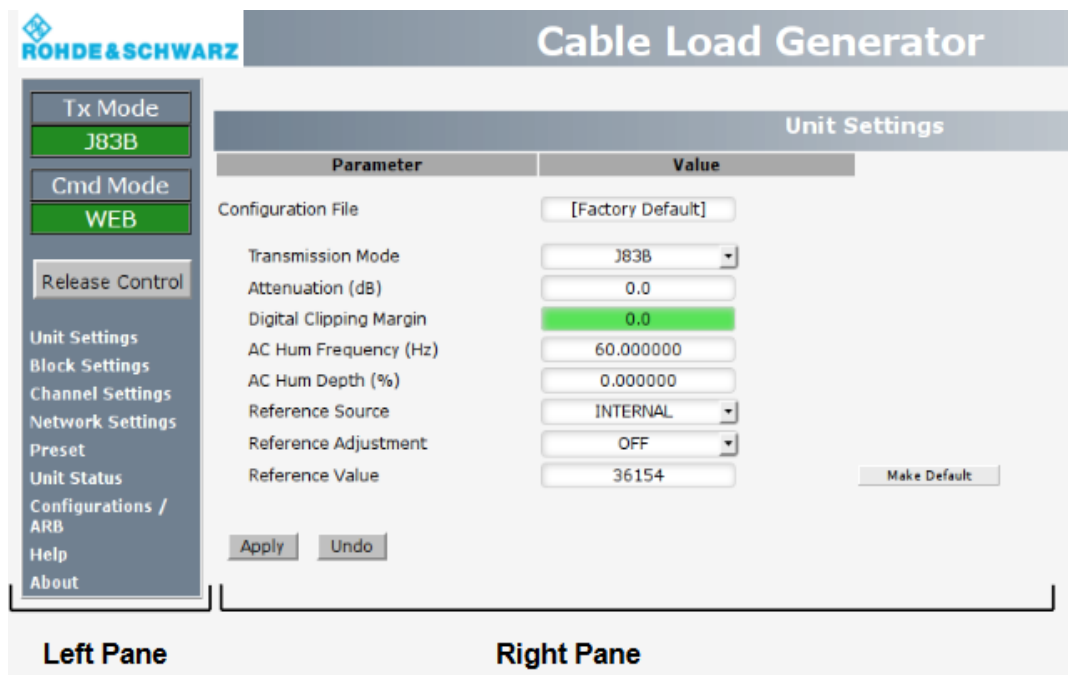 ROHDE&SCHWARZ
Cable Load Generator
Tx Mode
J83B
Cmd Mode
WEB
Release Control
Unit Settings
Block Settings
Channel Settings
Network Settings
Preset
Unit Status
Configurations /
ARB
Help
About
Unit Settings
Parameter Value
Configuration File [Factory Default]
Transmission Mode J83B
Attenuation (dB) 0.0
Digital Clipping Margin 0.0
AC Hum Frequency (Hz) 60.000000
AC Hum Depth (%) 0.000000
Reference Source INTERNAL
Reference Adjustment OFF
Reference Value 36154 Make Default
Apply Undo
Left Pane Right Pane